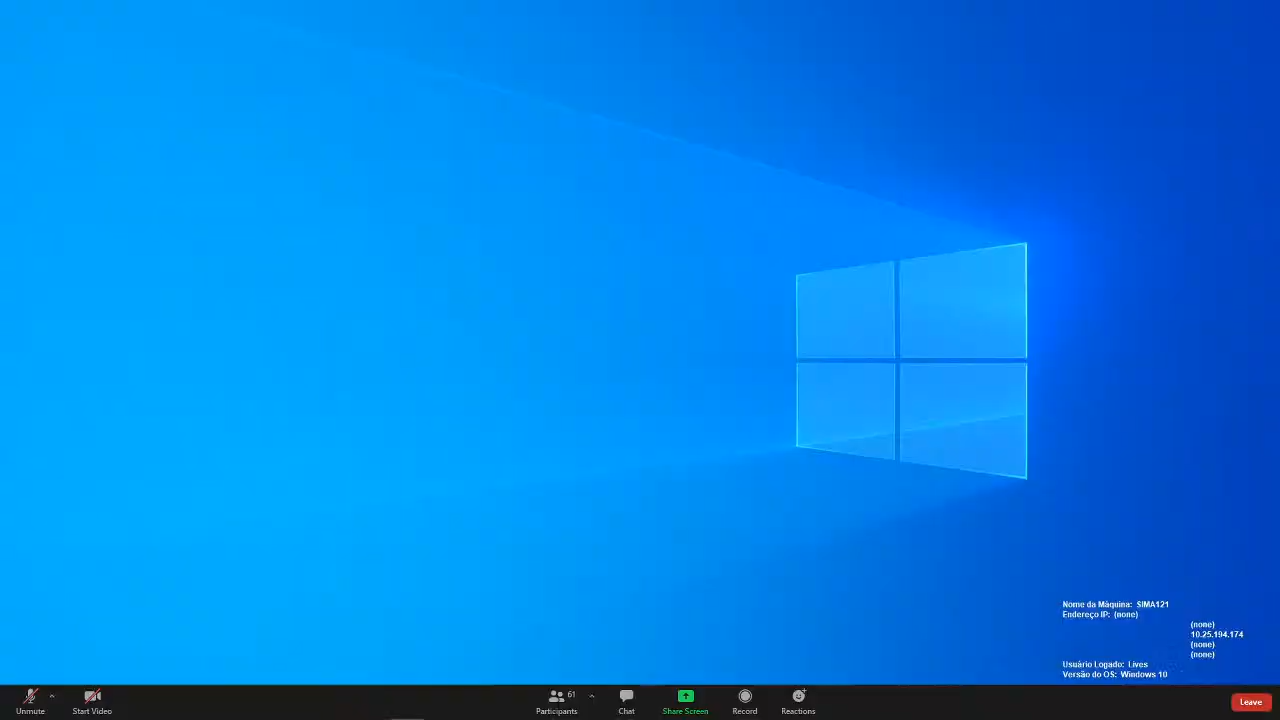 Nome da Máquina: SIMA121
Endereço IP: (none)
(none)
10.25.194.174
(none)
(none)
Usuário Logado: Lives
Versão do OS: Windows 10
Unmute
Start Video
61
Participants
Chat
Share Screen
Record
Reactions
Leave